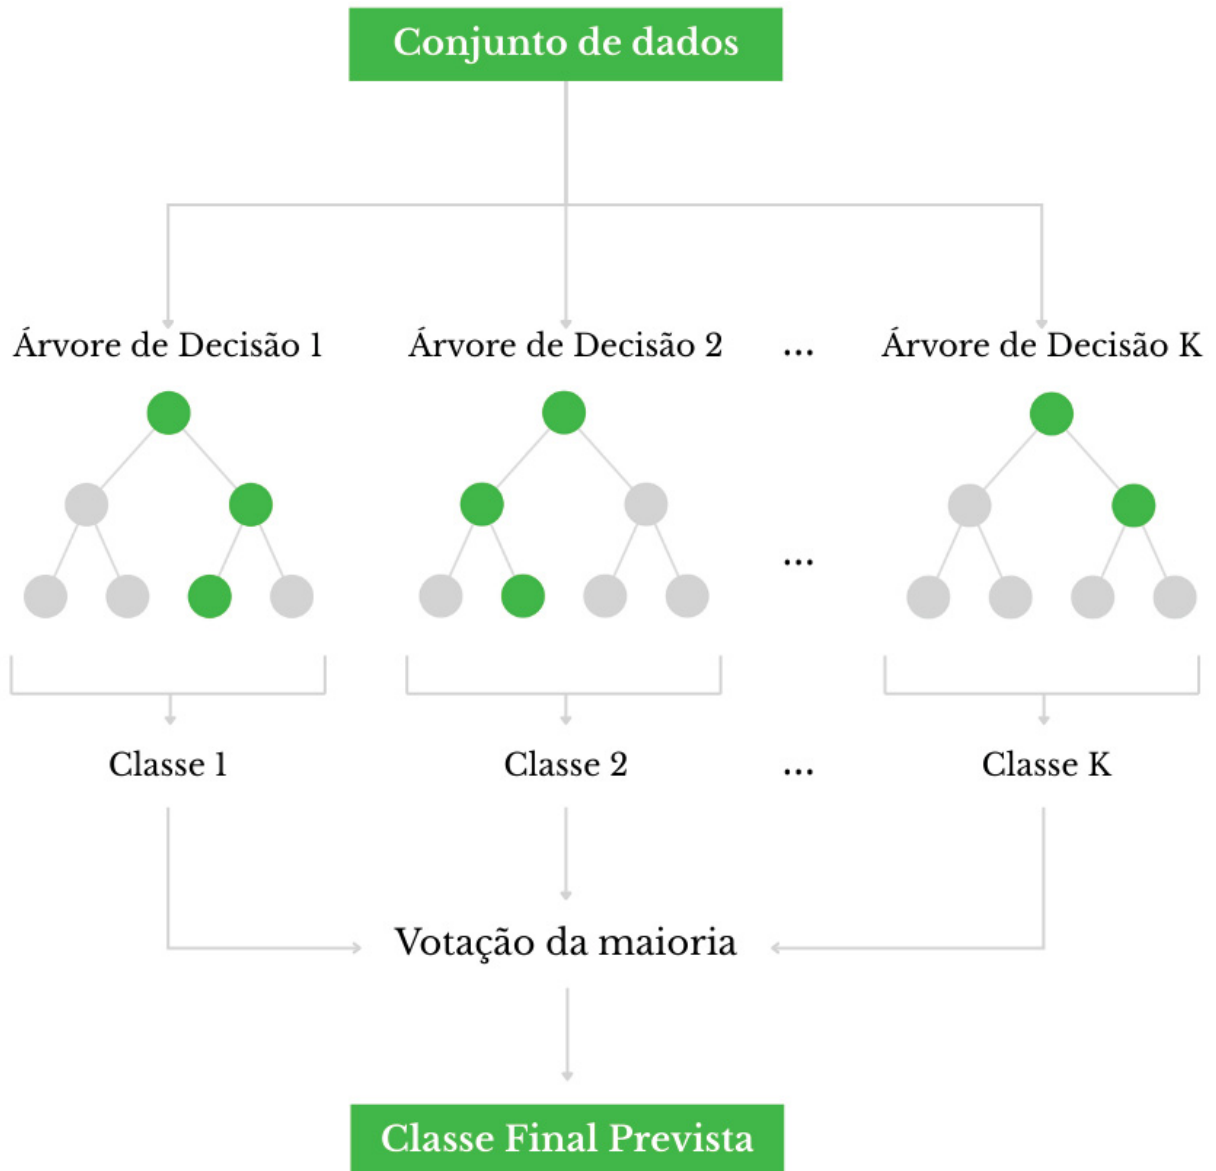 Conjunto de dados
Árvore de Decisão 1 Árvore de Decisão 2 ... Árvore de Decisão K
...
Classe 1 Classe 2 ... Classe K
Votação da maioria
Classe Final Prevista